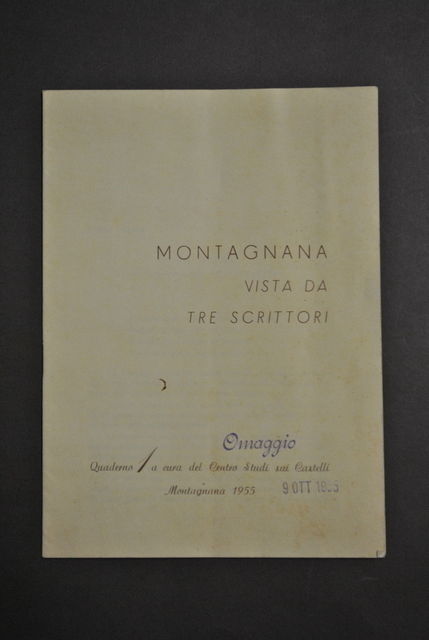 MONTAGNANA
VISTA DA
TRE SCRITTORI
Omaggio
Quaderno 1 a cura del Centro Studi sui Castelli
Montagnana 1955
9 OTT